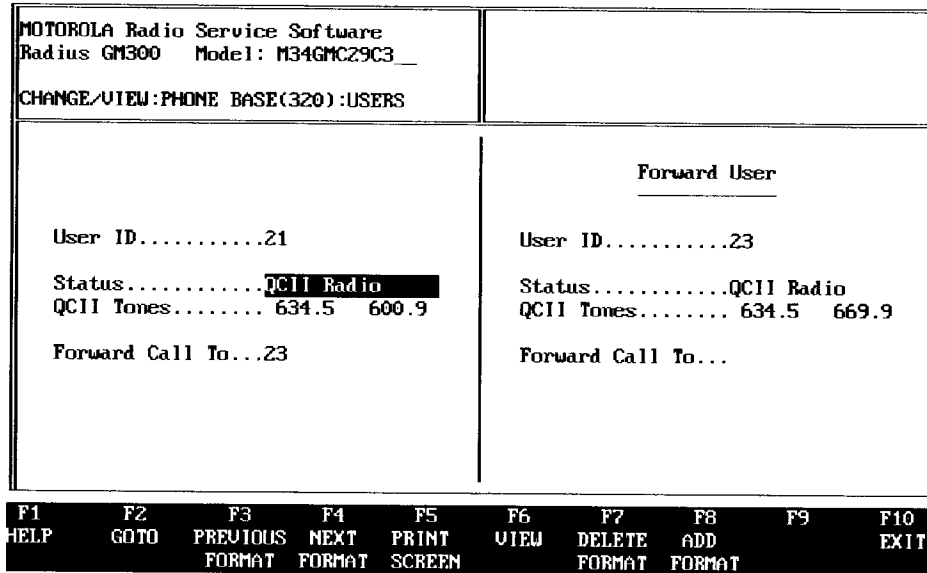 MOTOROLA Radio Service Software
Radius GM300 Model: M34GMC29C3__
CHANGE/VIEW:PHONE BASE(320):USERS
User ID...........21
Status............QCII Radio
QCII Tones........ 634.5 600.9
Forward Call To...23
Forward User
User ID...........23
Status............QCII Radio
QCII Tones........ 634.5 669.9
Forward Call To...
F1 F2 F3 F4 F5 F6 F7 F8 F9 F10
HELP GOTO PREVIOUS NEXT PRINT VIEW DELETE ADD EXIT
FORMAT FORMAT SCREEN FORMAT FORMAT